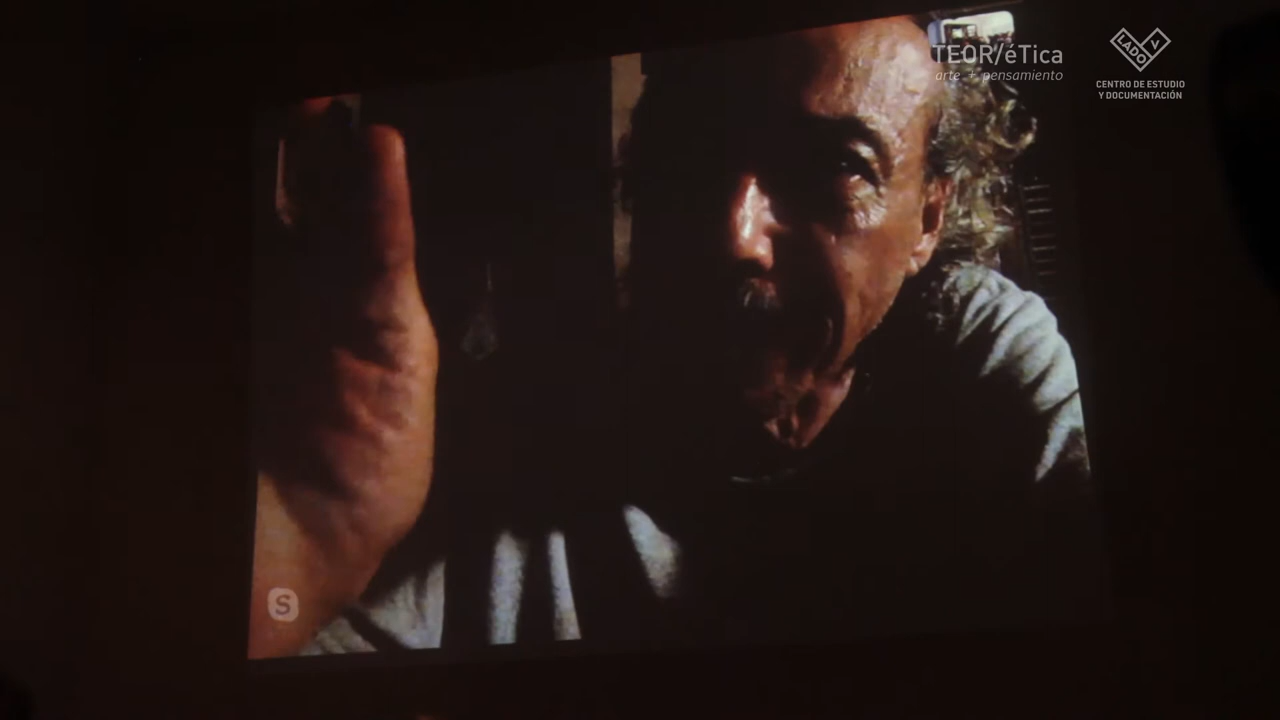 TEOR/éTica
arte + pensamiento
LADO V
CENTRO DE ESTUDIO
Y DOCUMENTACIÓN
S